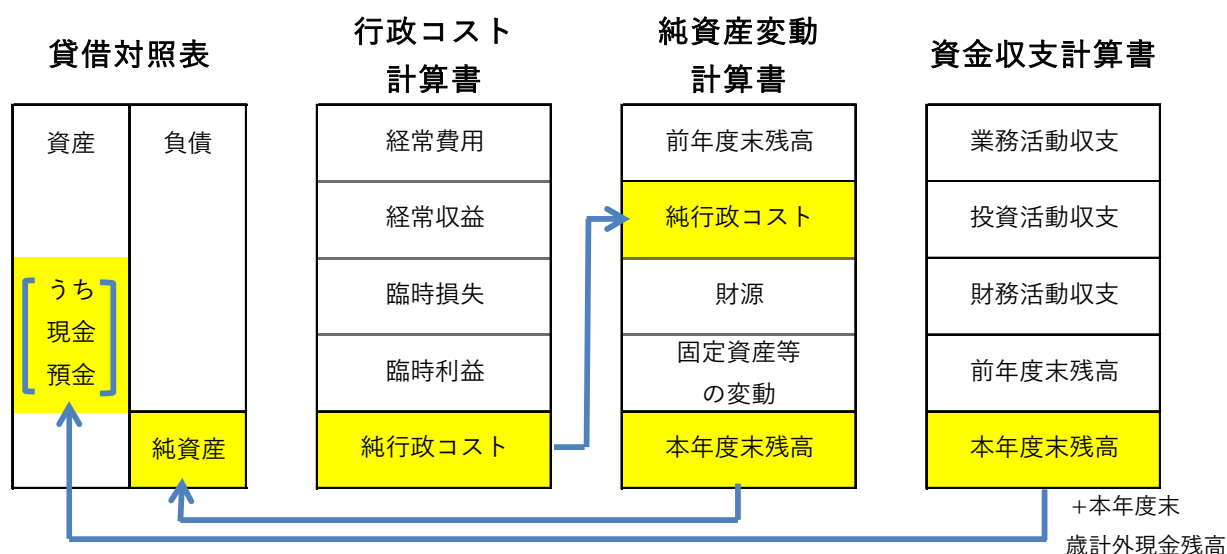 貸借対照表
資産
負債
うち
現金
預金
純資産
行政コスト
計算書
経常費用
経常収益
臨時損失
臨時利益
純行政コスト
純資産変動
計算書
前年度末残高
純行政コスト
財源
固定資産等
の変動
本年度末残高
資金収支計算書
業務活動収支
投資活動収支
財務活動収支
前年度末残高
本年度末残高
+本年度末
歳計外現金残高